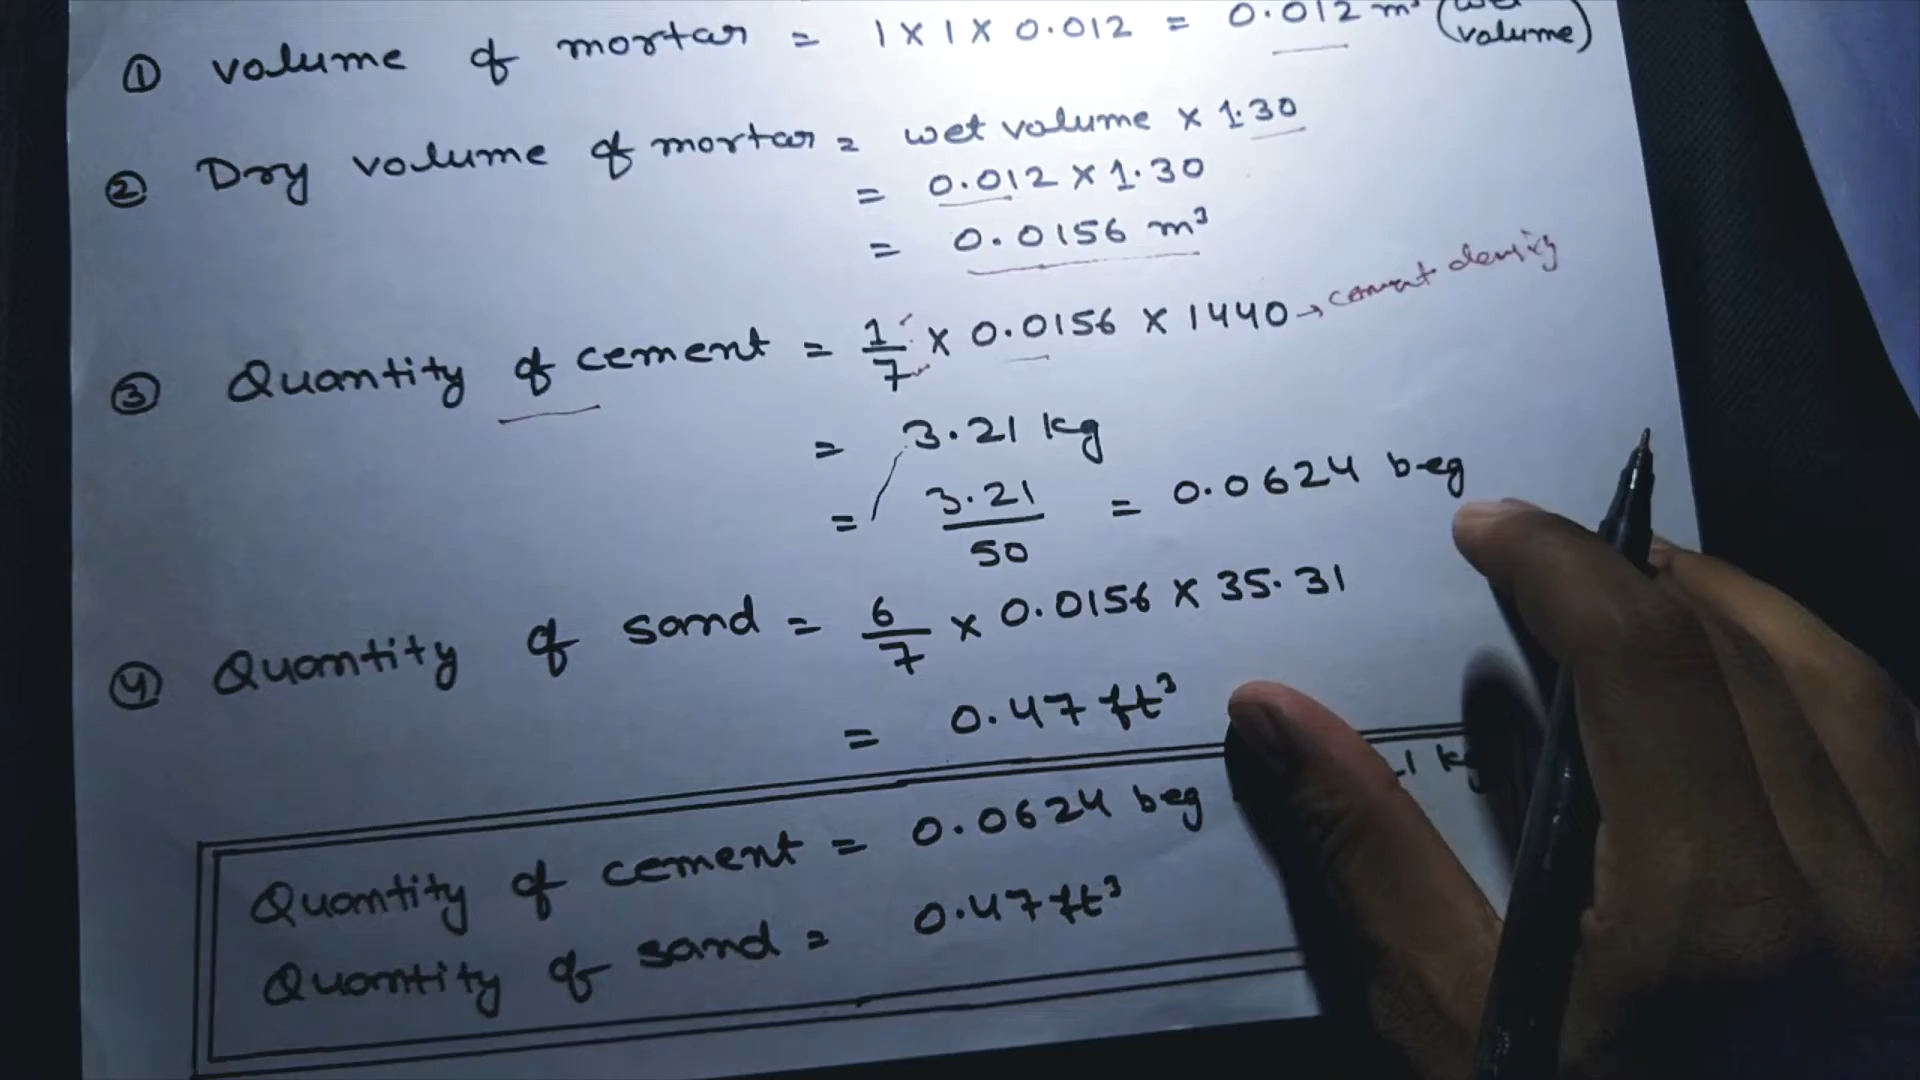 ① volume of mortar = 1 X 1 X 0.012 = 0.012 m³ (wet volume)
② Dry volume of mortar = wet volume x 1.30
= 0.012 X 1.30
= 0.0156 m³
③ Quantity of cement = 1/7 X 0.0156 X 1440 → cement density
= 3.21 kg
= 3.21/50 = 0.0624 beg
④ Quantity of sand = 6/7 x 0.0156 X 35.31
= 0.47 ft³
Quantity of cement = 0.0624 beg 1 kg
Quantity of sand = 0.47 ft³